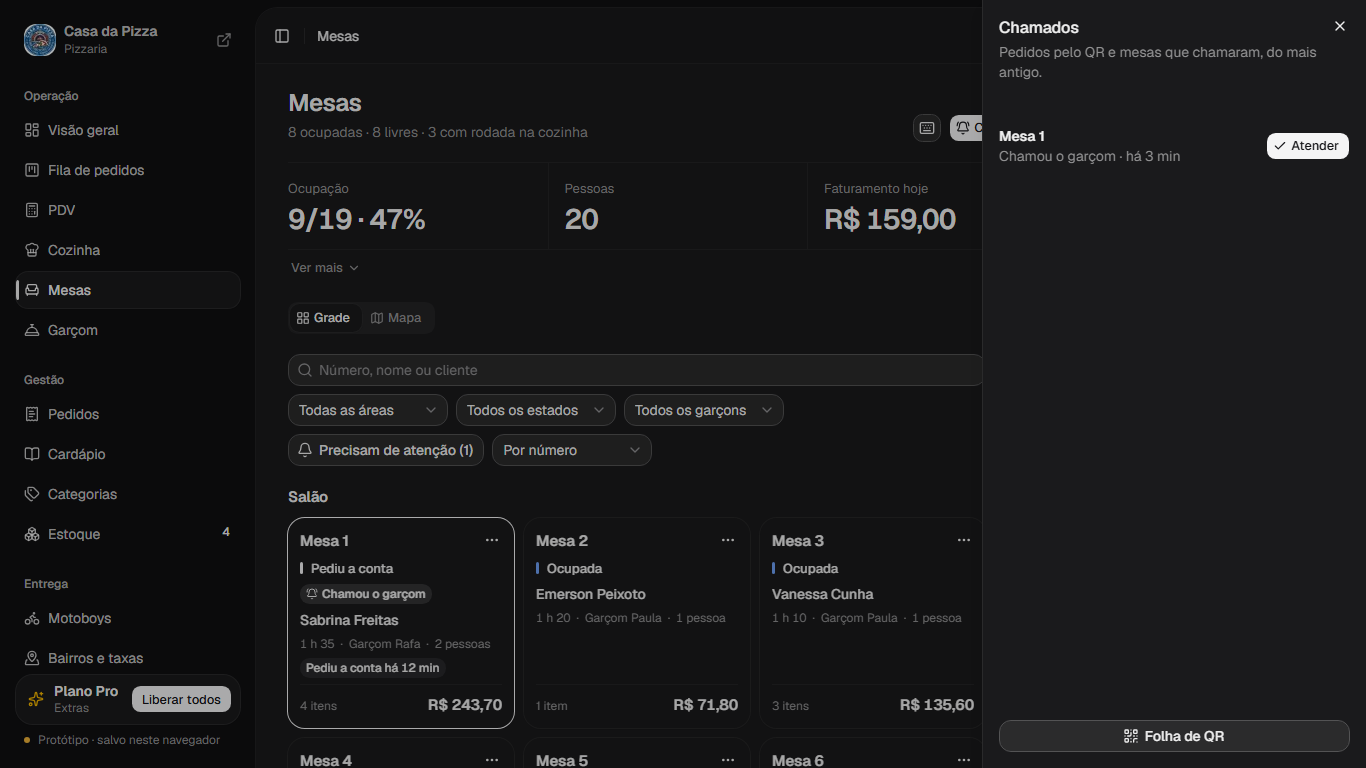 Casa da Pizza
Pizzaria
Operação
Visão geral
Fila de pedidos
PDV
Cozinha
Mesas
Garçom
Gestão
Pedidos
Cardápio
Categorias
Estoque 4
Entrega
Motoboys
Bairros e taxas
Plano Pro
Extras
Liberar todos
Protótipo · salvo neste navegador
Mesas
Mesas
8 ocupadas · 8 livres · 3 com rodada na cozinha
Ocupação
9/19 · 47%
Pessoas
20
Faturamento hoje
R$ 159,00
Ver mais
Grade Mapa
Número, nome ou cliente
Todas as áreas Todos os estados Todos os garçons
Precisam de atenção (1) Por número
Salão
Mesa 1
Pediu a conta
Chamou o garçom
Sabrina Freitas
1 h 35 · Garçom Rafa · 2 pessoas
Pediu a conta há 12 min
4 itens R$ 243,70
Mesa 2
Ocupada
Emerson Peixoto
1 h 20 · Garçom Paula · 1 pessoa
1 item R$ 71,80
Mesa 3
Ocupada
Vanessa Cunha
1 h 10 · Garçom Paula · 1 pessoa
3 itens R$ 135,60
Mesa 4 Mesa 5 Mesa 6
Chamados
Pedidos pelo QR e mesas que chamaram, do mais
antigo.
Mesa 1
Chamou o garçom · há 3 min
Atender
Folha de QR